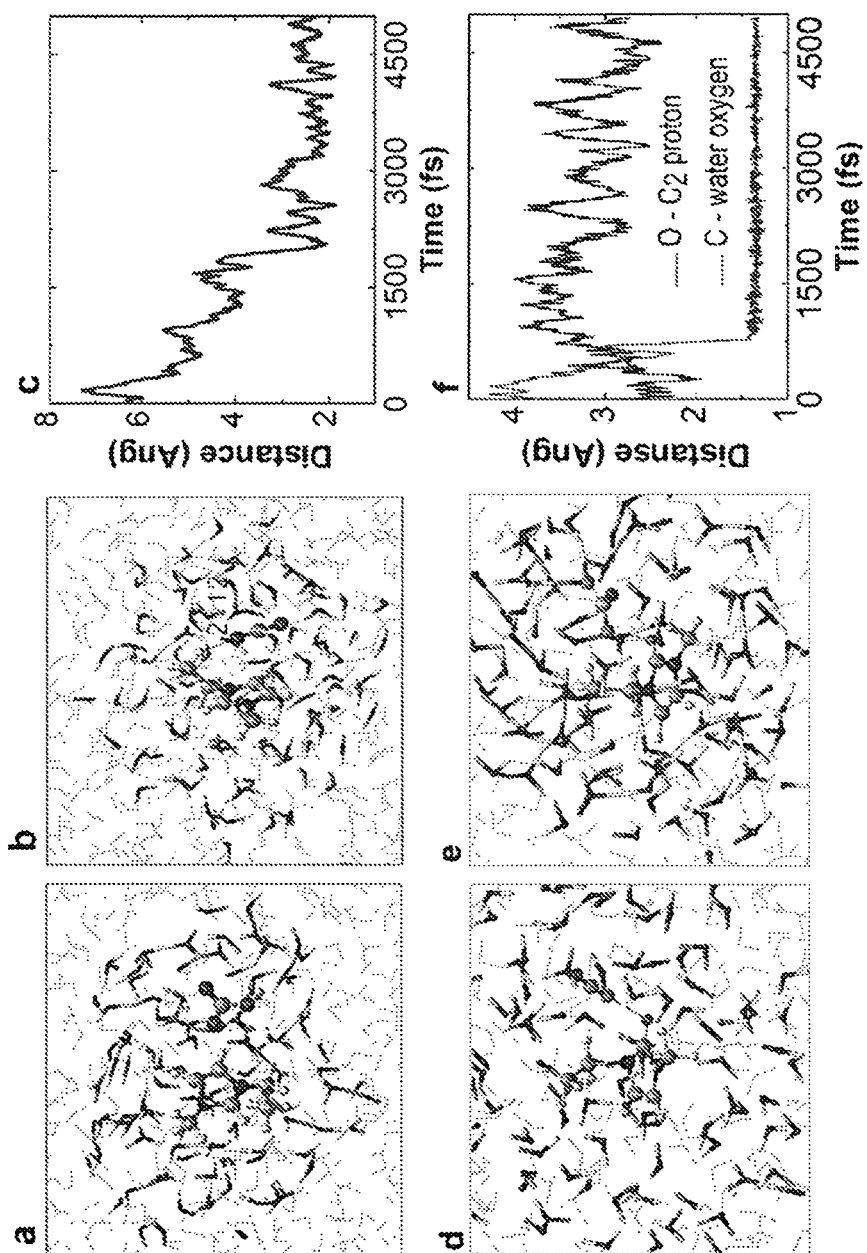 a
b
c
8
6
4
2
Distance (Ang)
0
1500
3000
4500
Time (fs)
d
e
f
4
3
2
1
Distanse (Ang)
O - C2 proton
C - water oxygen
0
1500
3000
4500
Time (fs)